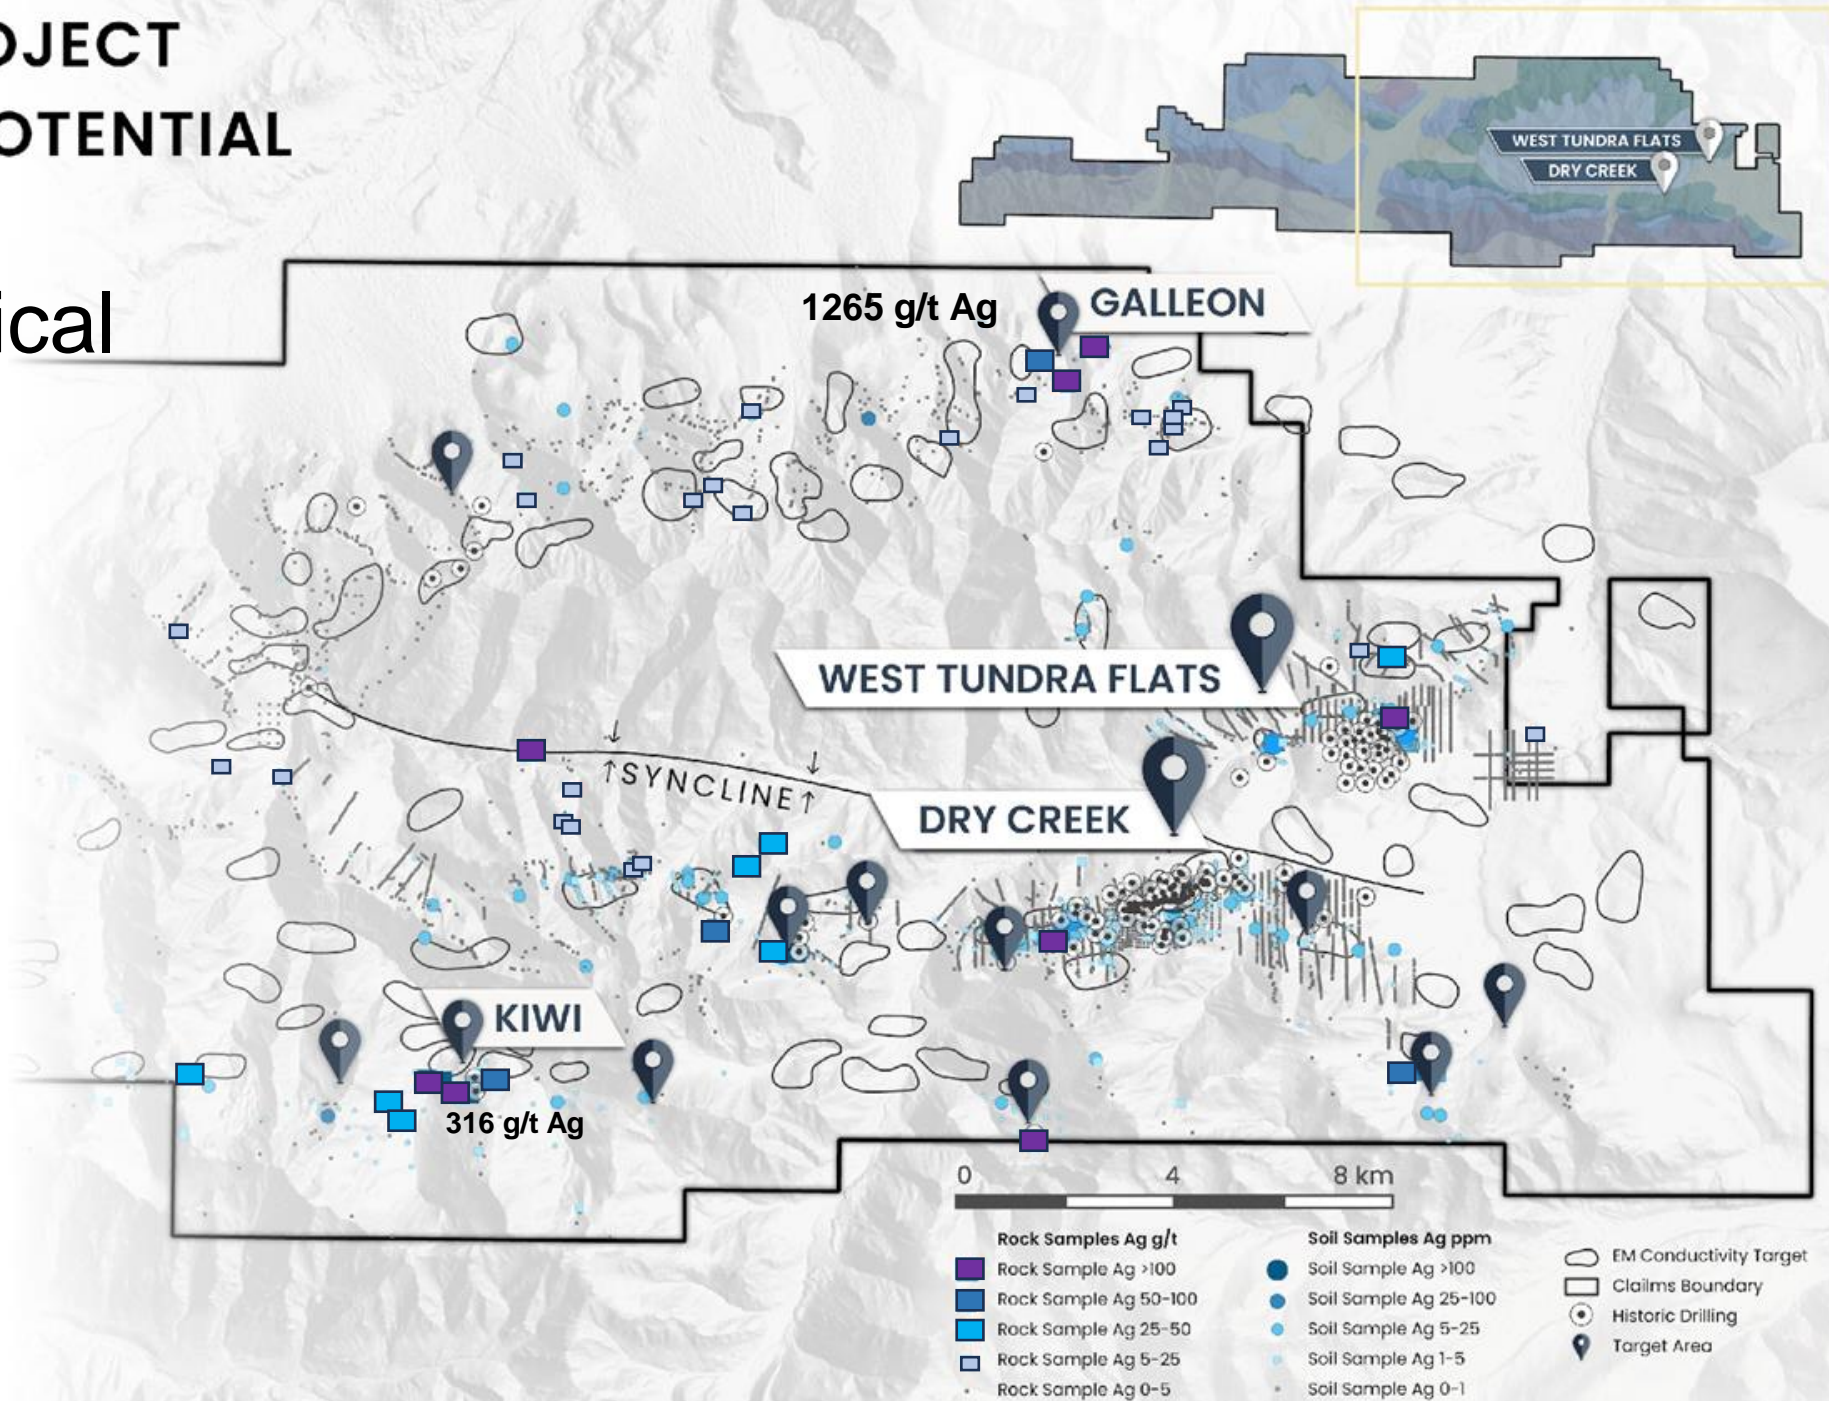 OJECT
OTENTIAL
ical
WEST TUNDRA FLATS
DRY CREEK
1265 g/t Ag
GALLEON
WEST TUNDRA FLATS
SYNCLINE
DRY CREEK
KIWI
316 g/t Ag
0 4 8 km
Rock Samples Ag g/t
Rock Sample Ag >100
Rock Sample Ag 50-100
Rock Sample Ag 25-50
Rock Sample Ag 5-25
Rock Sample Ag 0-5
Soil Samples Ag ppm
Soil Sample Ag >100
Soil Sample Ag 25-100
Soil Sample Ag 5-25
Soil Sample Ag 1-5
Soil Sample Ag 0-1
EM Conductivity Target
Clailms Boundary
Historic Drilling
Target Area